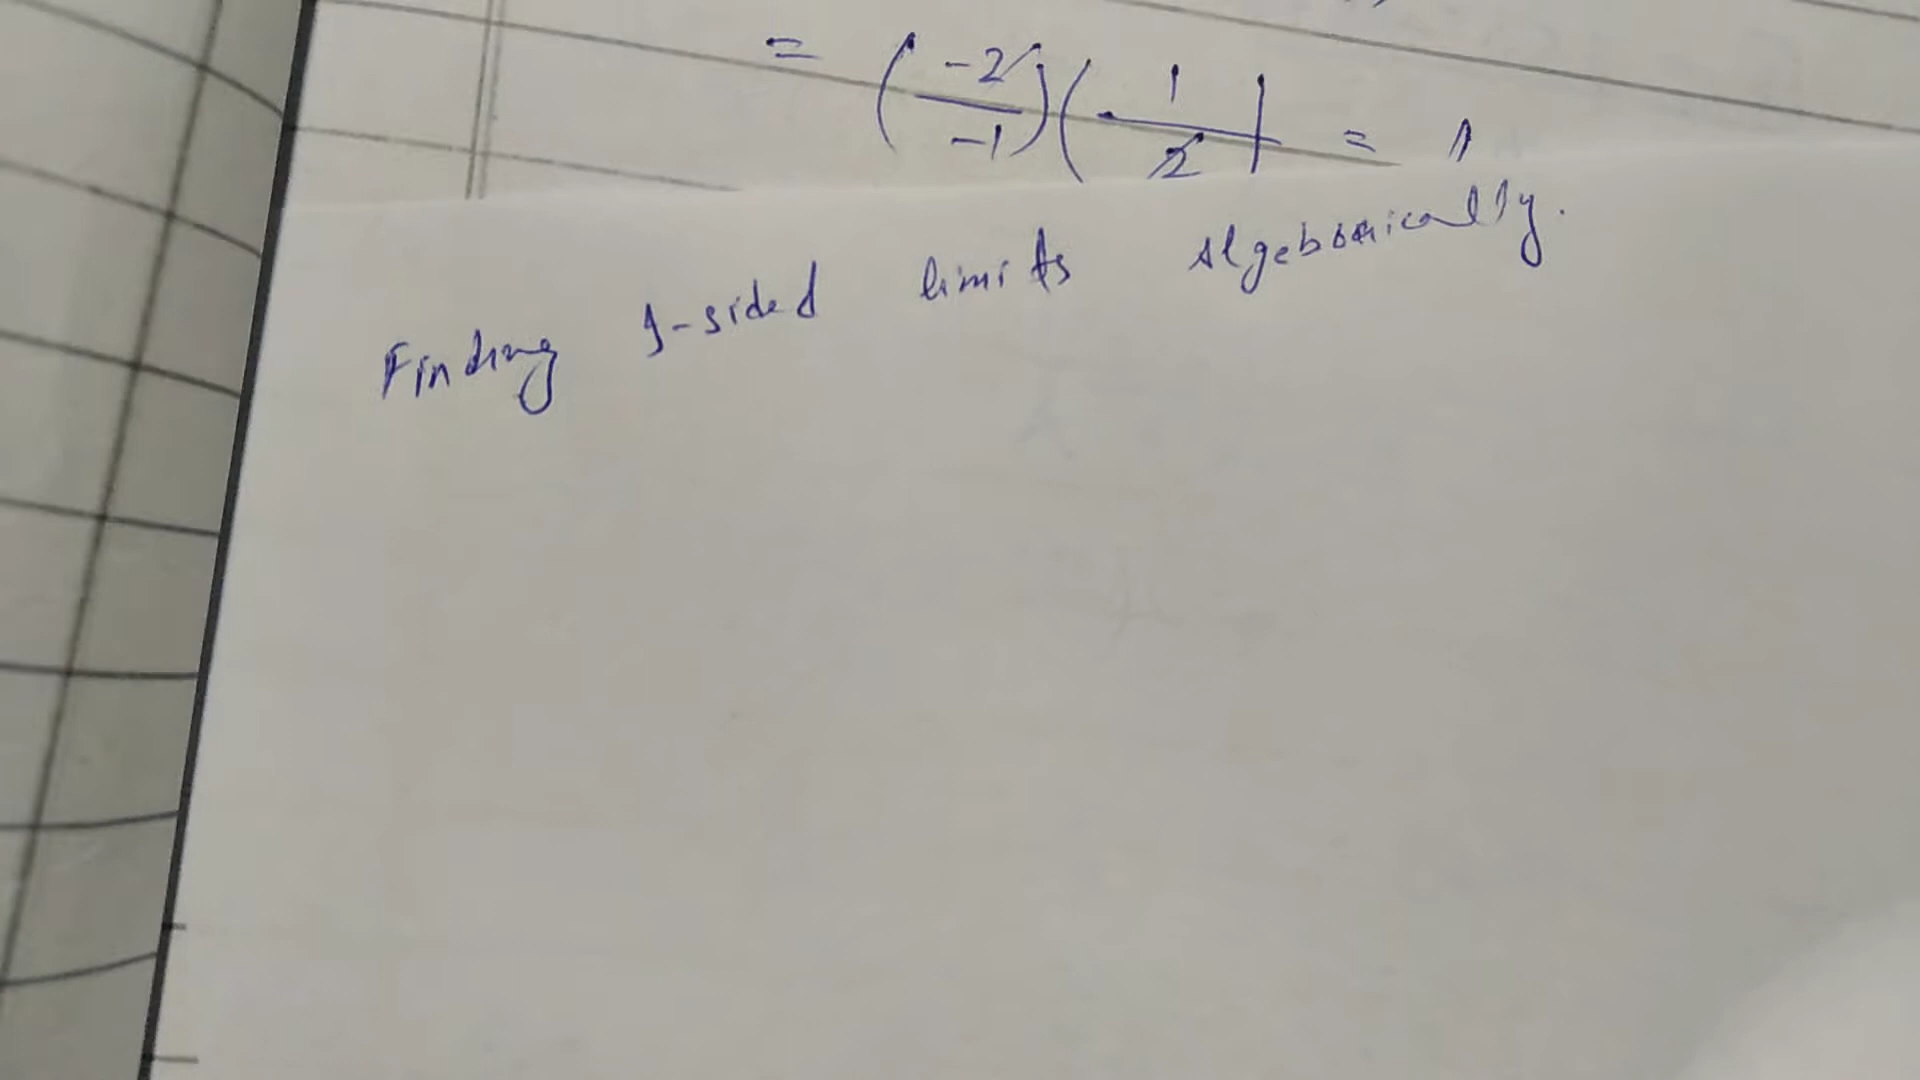 = (-2/-1)(1/2) = 1
Finding 1-sided limits Algebraically.